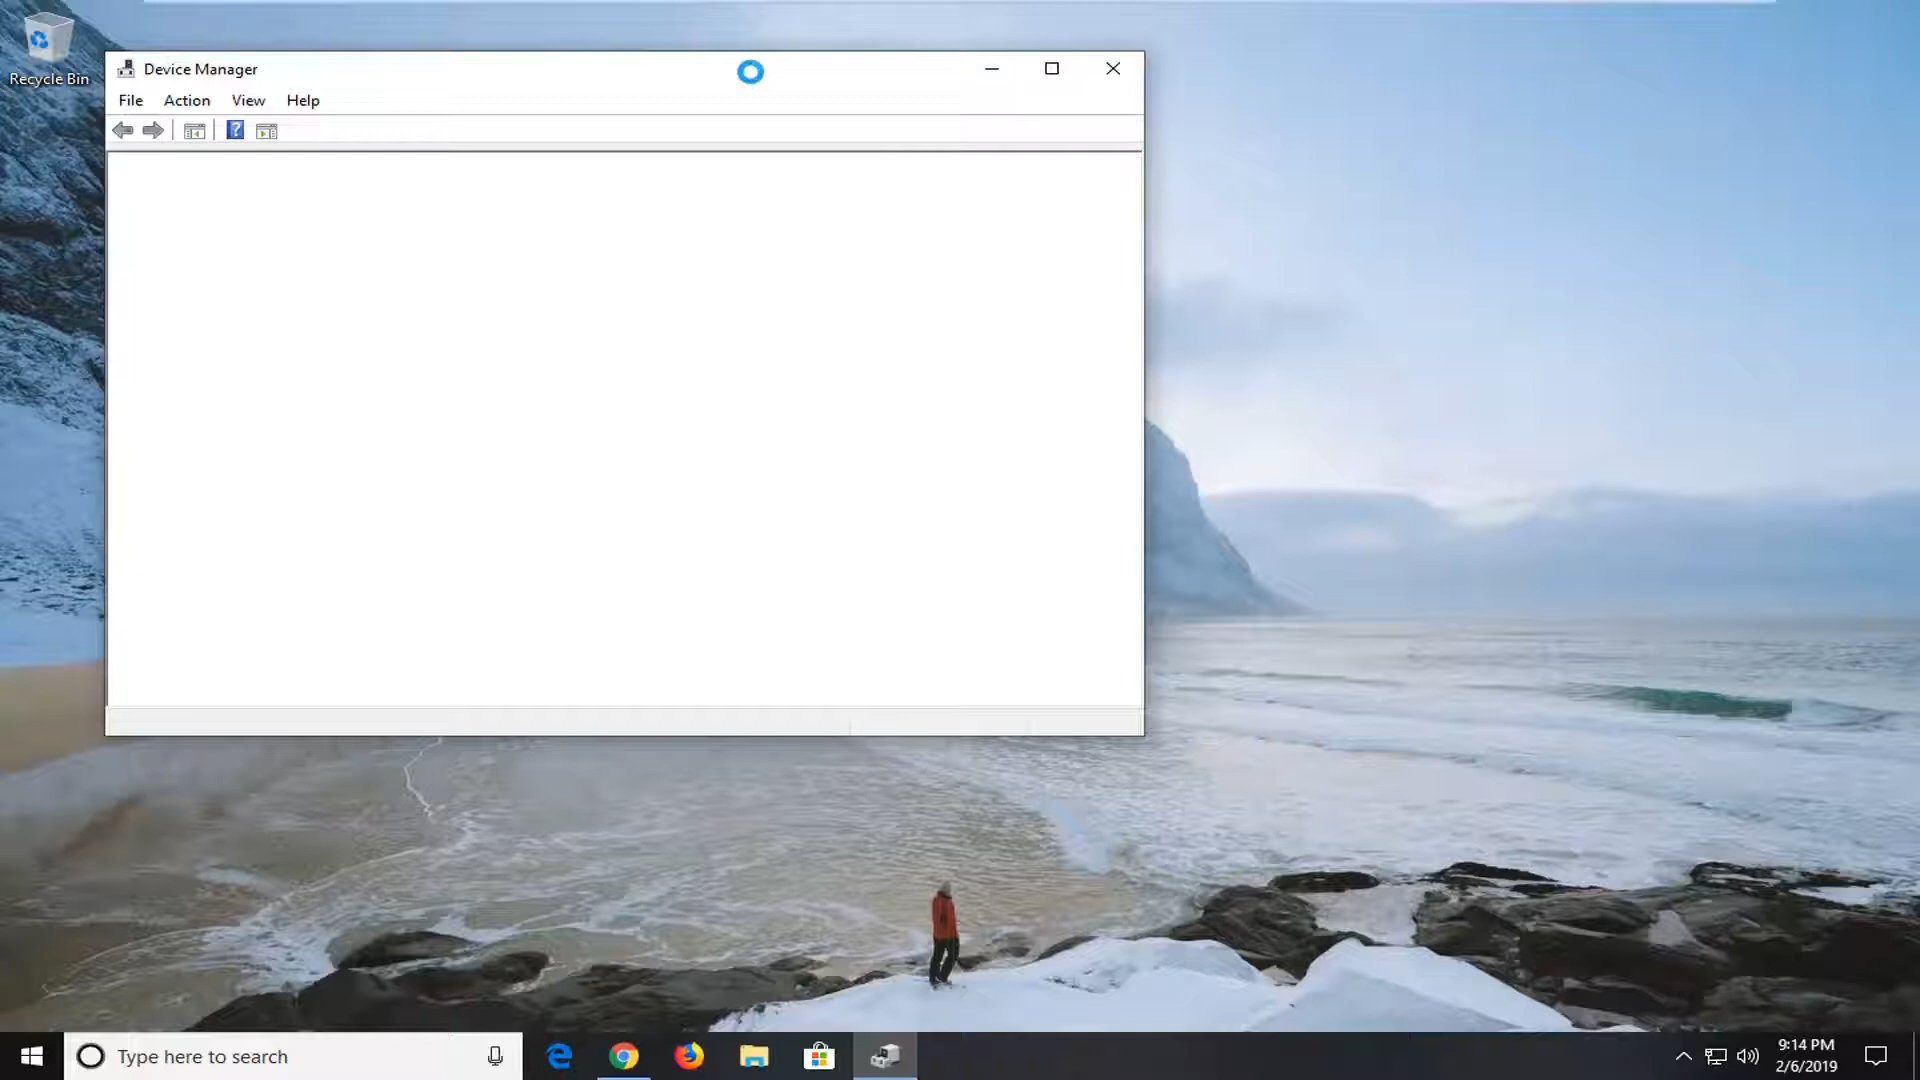 Recycle Bin
Device Manager
File Action View Help
?
Type here to search
9:14 PM
2/6/2019